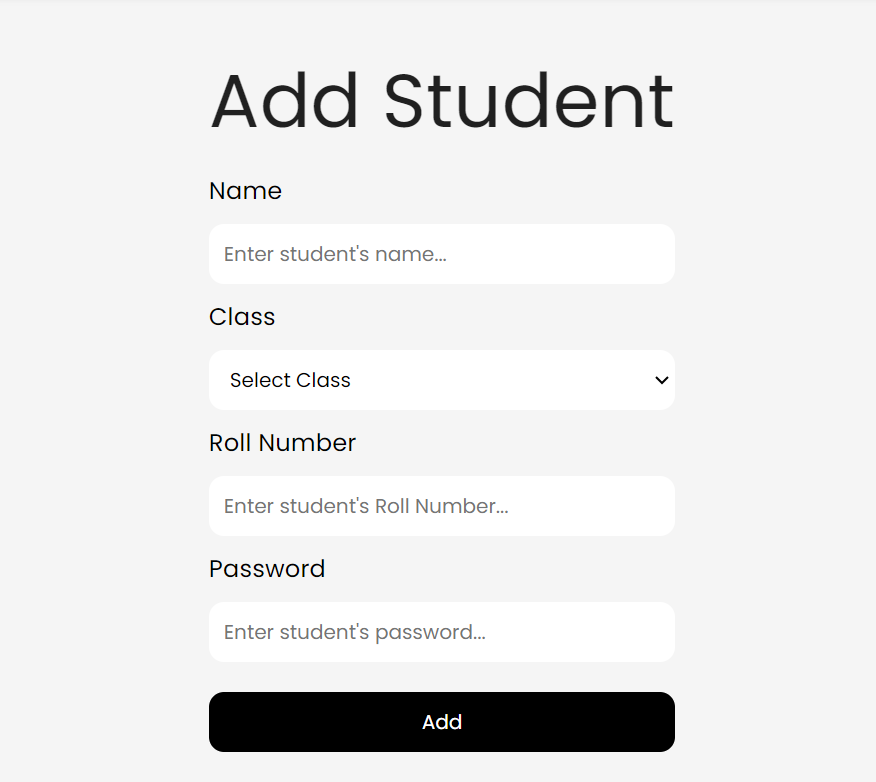 Add Student
Name
Enter student's name...
Class
Select Class
Roll Number
Enter student's Roll Number...
Password
Enter student's password...
Add